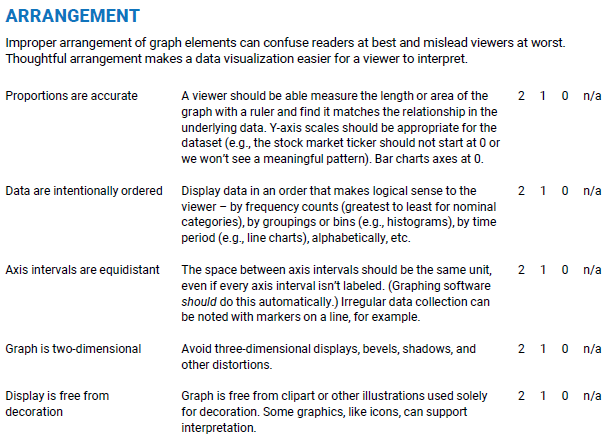 ARRANGEMENT
Improper arrangement of graph elements can confuse readers at best and mislead viewers at worst.
Thoughtful arrangement makes a data visualization easier for a viewer to interpret.
Proportions are accurate A viewer should be able measure the length or area of the 2 1 0 n/a
graph with a ruler and find it matches the relationship in the
underlying data. Y-axis scales should be appropriate for the
dataset (e.g., the stock market ticker should not start at 0 or
we won't see a meaningful pattern). Bar charts axes at 0.
Data are intentionally ordered Display data in an order that makes logical sense to the 2 1 0 n/a
viewer – by frequency counts (greatest to least for nominal
categories), by groupings or bins (e.g., histograms), by time
period (e.g., line charts), alphabetically, etc.
Axis intervals are equidistant The space between axis intervals should be the same unit, 2 1 0 n/a
even if every axis interval isn't labeled. (Graphing software
should do this automatically.) Irregular data collection can
be noted with markers on a line, for example.
Graph is two-dimensional Avoid three-dimensional displays, bevels, shadows, and 2 1 0 n/a
other distortions.
Display is free from Graph is free from clipart or other illustrations used solely 2 1 0 n/a
decoration for decoration. Some graphics, like icons, can support
interpretation.